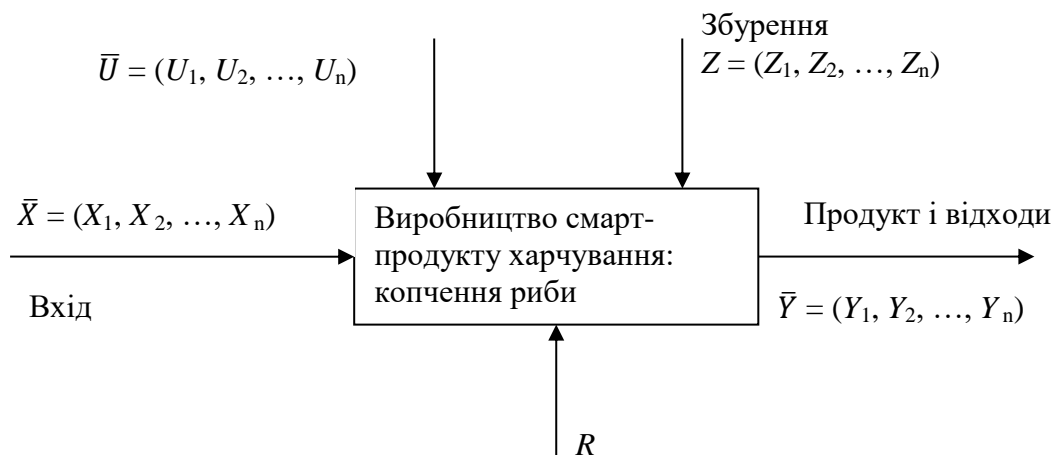 Збурення
U̅ = (U₁, U₂, …, Uₙ)
Z = (Z₁, Z₂, …, Zₙ)
X̅ = (X₁, X₂, …, Xₙ)
Вхід
Виробництво смарт-
продукту харчування:
копчення риби
Продукт і відходи
Y̅ = (Y₁, Y₂, …, Yₙ)
R